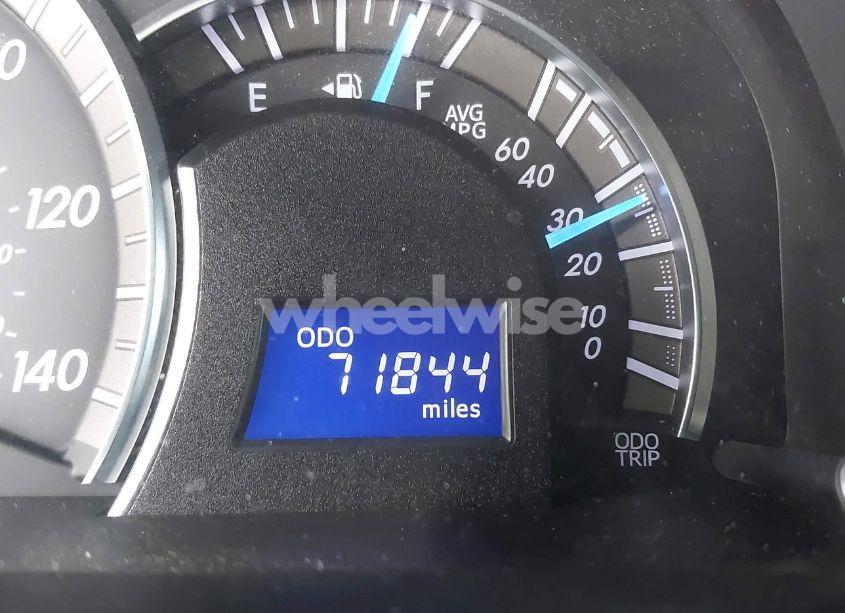 E F
AVG
MPG
60
40
30
20
10
0
120
140
wheelwise
ODO
71844
miles
ODO
TRIP